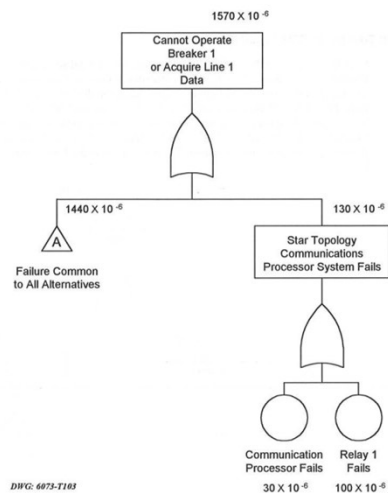 1570 X 10⁻⁶
Cannot Operate
Breaker 1
or Acquire Line 1
Data
1440 X 10⁻⁶
130 X 10⁻⁶
A
Failure Common
to All Alternatives
Star Topology
Communications
Processor System Fails
Communication
Processor Fails
30 X 10⁻⁶
Relay 1
Fails
100 X 10⁻⁶
DWG: 6073-T103